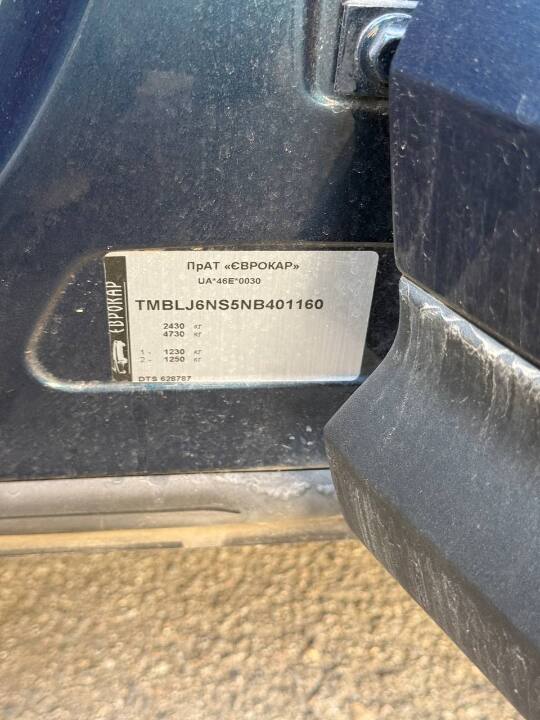 ПрАТ «ЄВРОКАР»
UA*46E*0030
TMBLJ6NS5NB401160
2430 кг
4730 кг
1 - 1230 кг
2 - 1250 кг
DTS 628787
ЄВРОКАР